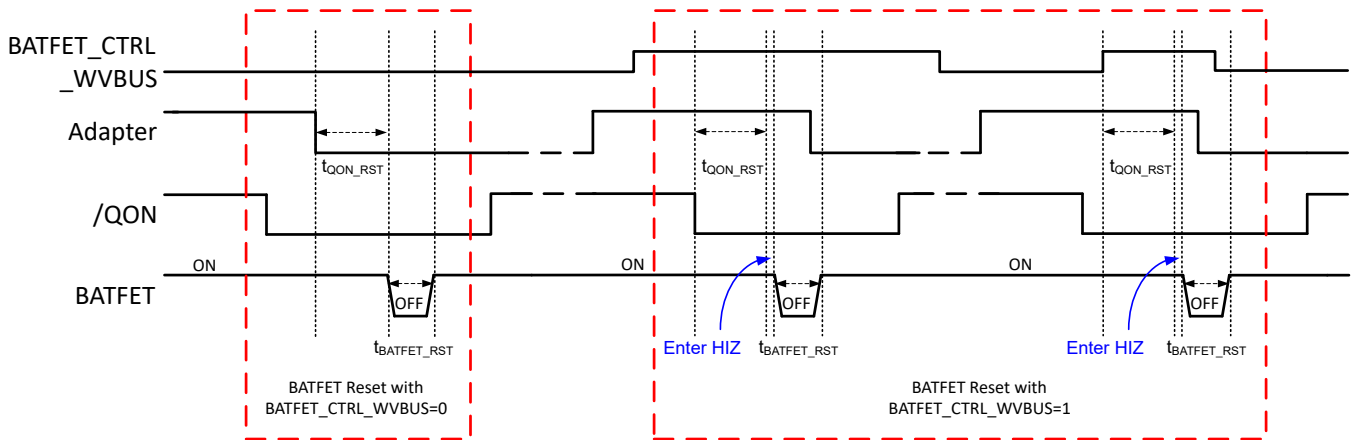 BATFET_CTRL
_WVBUS
Adapter
tQON_RST
tQON_RST
tQON_RST
/QON
ON
ON
ON
BATFET
OFF
OFF
OFF
tBATFET_RST
Enter HIZ
tBATFET_RST
Enter HIZ
tBATFET_RST
BATFET Reset with
BATFET_CTRL_WVBUS=0
BATFET Reset with
BATFET_CTRL_WVBUS=1